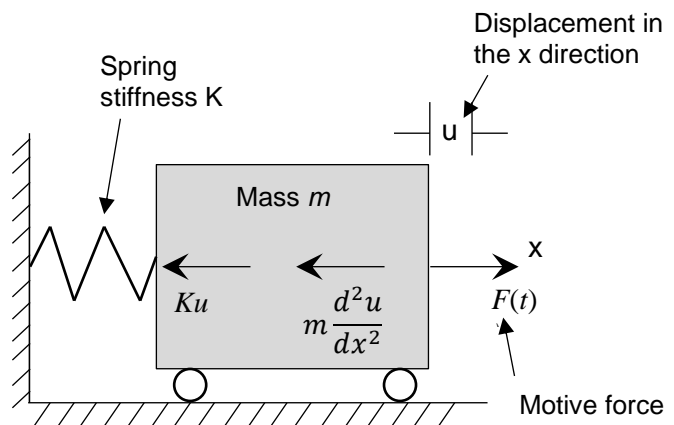 Displacement in
the x direction
Spring
stiffness K
u
Mass m
x
Ku
m d²u/dx²
F(t)
Motive force